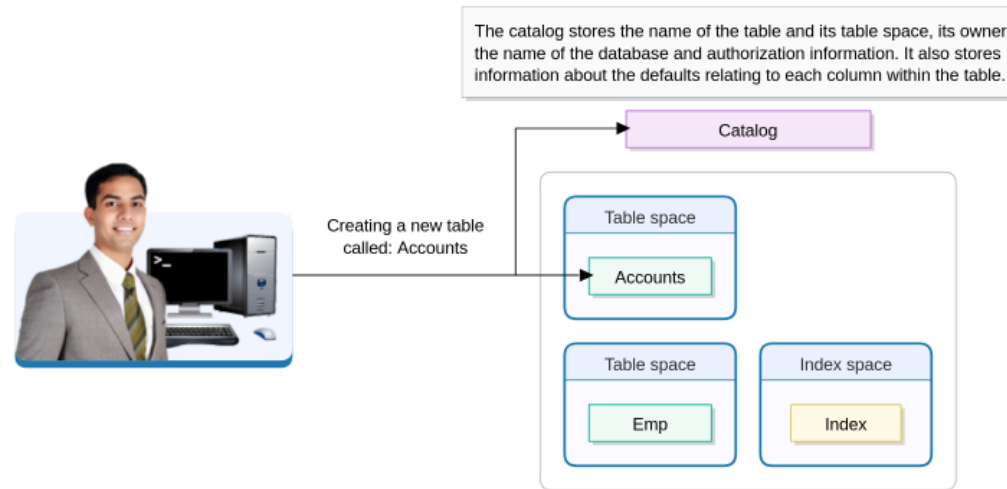 The catalog stores the name of the table and its table space, its owner
the name of the database and authorization information. It also stores
information about the defaults relating to each column within the table.
Catalog
Creating a new table
called: Accounts
>_
Table space
Accounts
Table space
Index space
Emp
Index